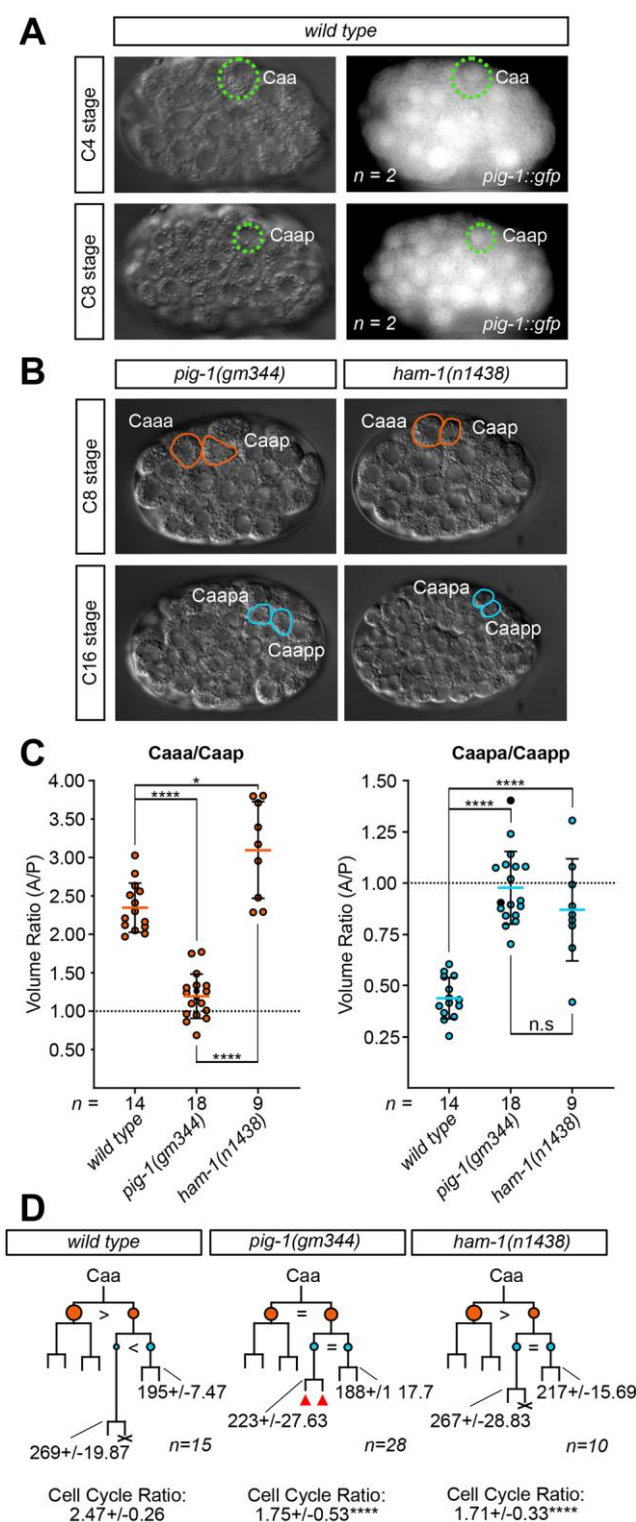 A
wild type
C4 stage
Caa
Caa
n = 2
pig-1::gfp
C8 stage
Caap
Caap
n = 2
pig-1::gfp
B
pig-1(gm344)
ham-1(n1438)
C8 stage
Caaa
Caap
Caaa
Caap
C16 stage
Caapa
Caapp
Caapa
Caapp
C
Caaa/Caap
Volume Ratio (A/P)
4.00
3.50
3.00
2.50
2.00
1.50
1.00
0.50
*
****
****
n =
14
18
9
wild type
pig-1(gm344)
ham-1(n1438)
Caapa/Caapp
Volume Ratio (A/P)
1.50
1.25
1.00
0.75
0.50
0.25
****
****
n.s
14
18
9
wild type
pig-1(gm344)
ham-1(n1438)
D
wild type
Caa
>
<
195+/-7.47
269+/-19.87
n=15
Cell Cycle Ratio:
2.47+/-0.26
pig-1(gm344)
Caa
=
=
188+/1 17.7
223+/-27.63
n=28
Cell Cycle Ratio:
1.75+/-0.53****
ham-1(n1438)
Caa
>
=
217+/-15.69
267+/-28.83
n=10
Cell Cycle Ratio:
1.71+/-0.33****